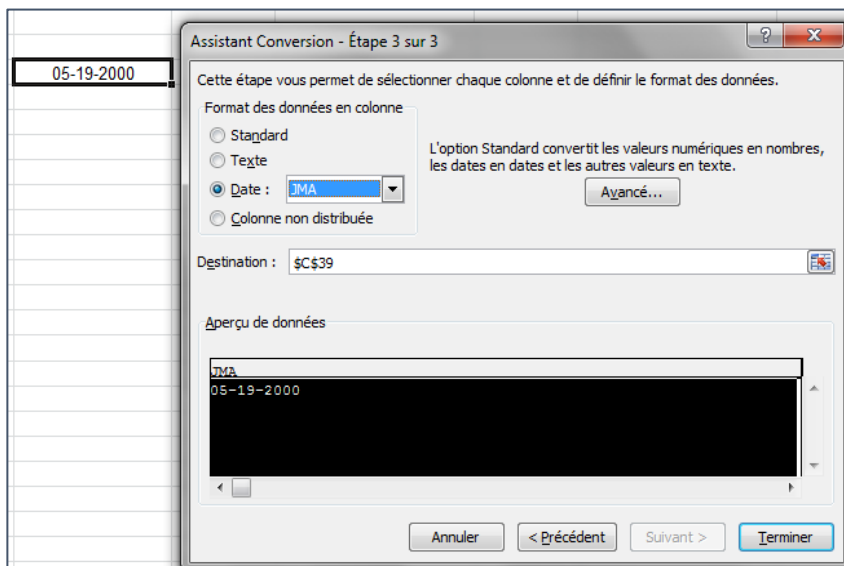 Assistant Conversion - Étape 3 sur 3
05-19-2000
Cette étape vous permet de sélectionner chaque colonne et de définir le format des données.
Format des données en colonne
Standard
Texte
Date : JMA
Colonne non distribuée
L'option Standard convertit les valeurs numériques en nombres,
les dates en dates et les autres valeurs en texte.
Avancé...
Destination : $C$39
Aperçu de données
JMA
05-19-2000
Annuler < Précédent Suivant > Terminer